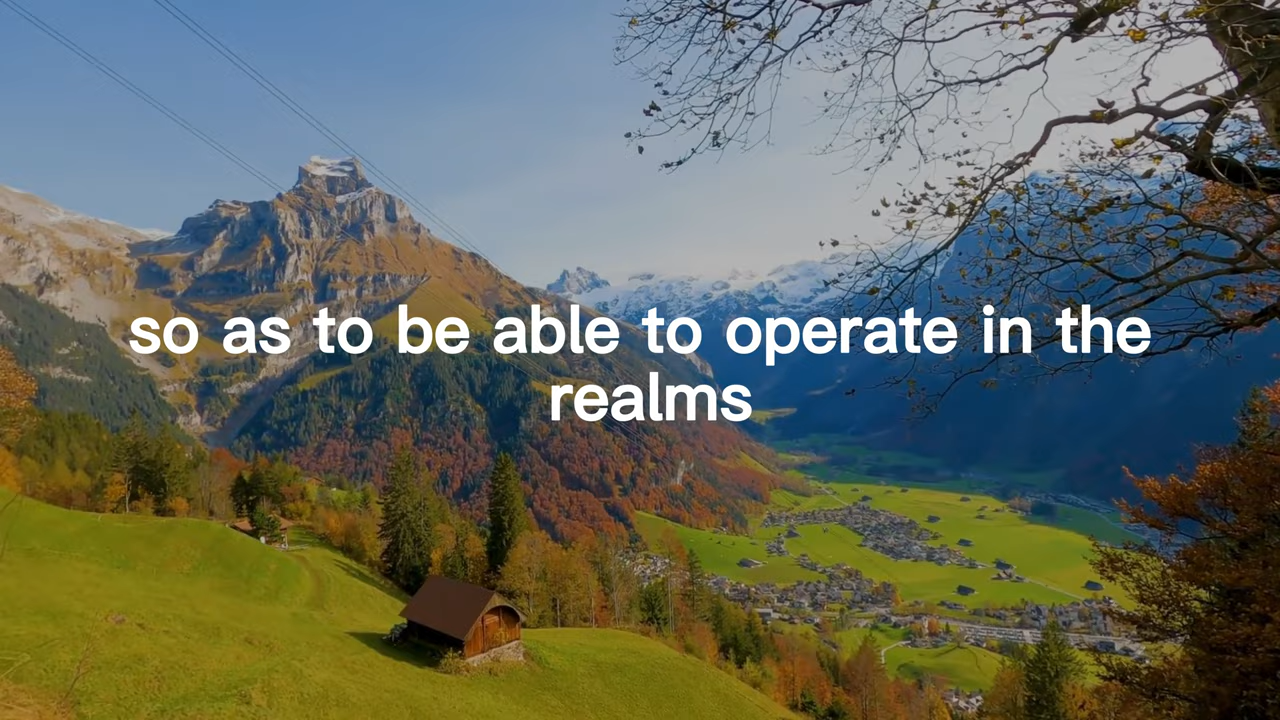 so as to be able to operate in the
realms